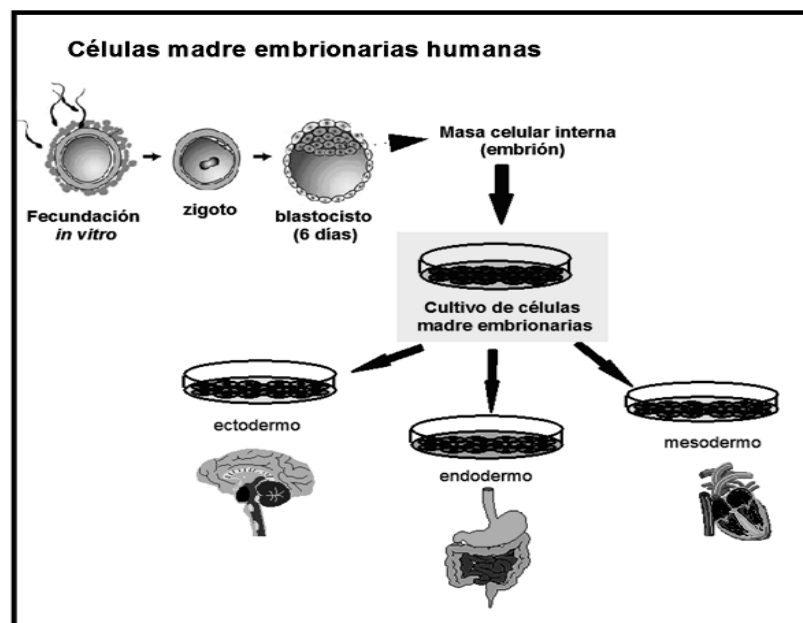 Células madre embrionarias humanas
Masa celular interna
(embrión)
Fecundación
in vitro
zigoto
blastocisto
(6 días)
Cultivo de células
madre embrionarias
ectodermo
endodermo
mesodermo